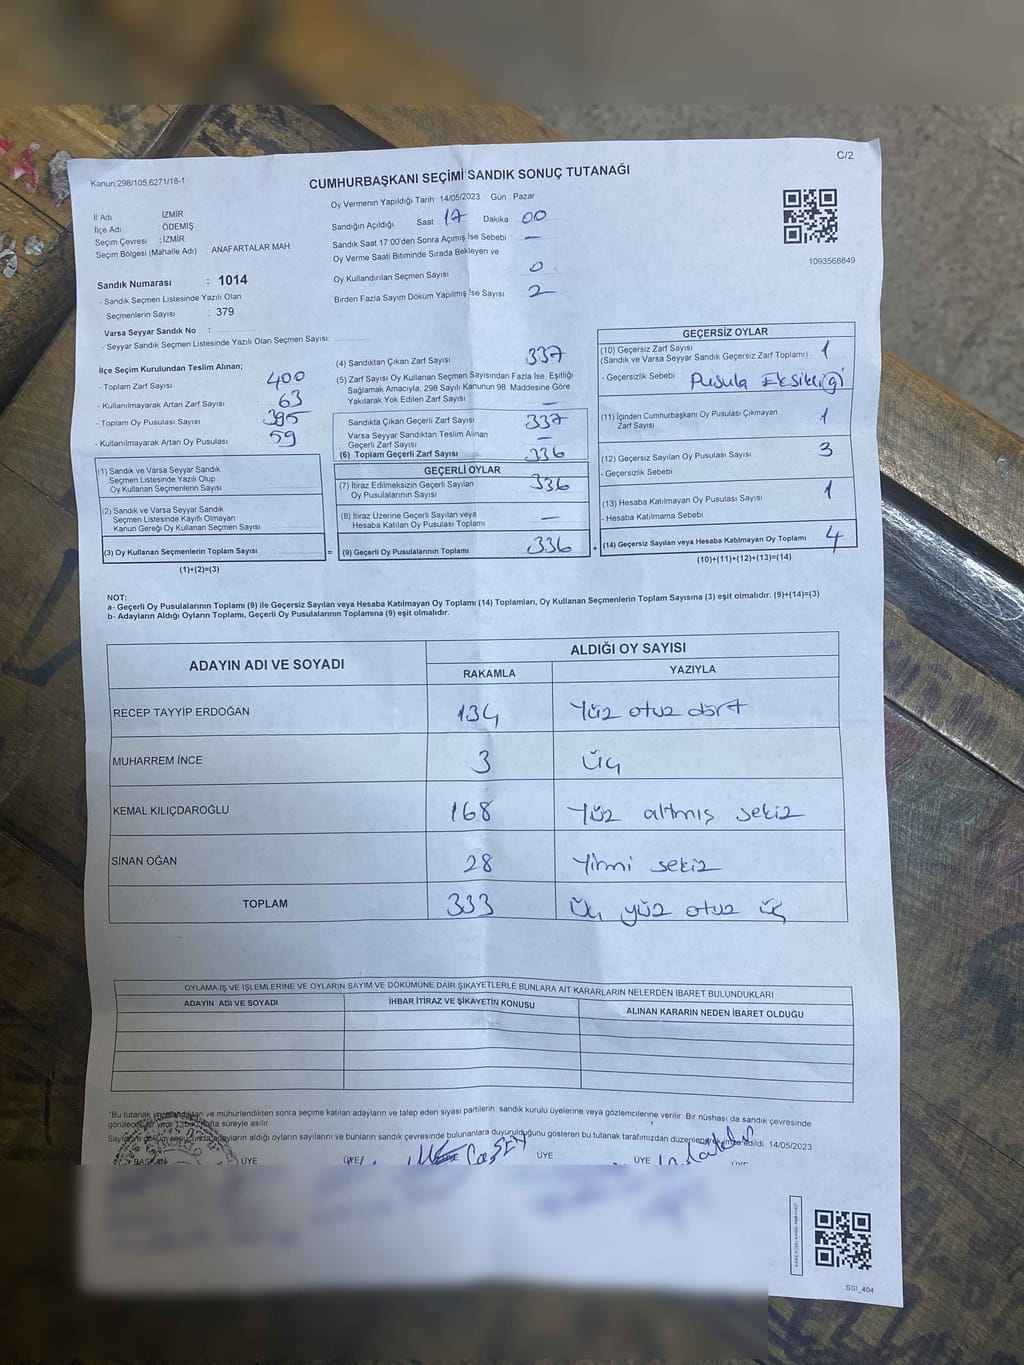 C/2
Kanun:298/105,6271/18-1
CUMHURBAŞKANI SEÇİMİ SANDIK SONUÇ TUTANAĞI
Oy Vermenin Yapıldığı Tarih 14/05/2023 Gün : Pazar
İl Adı İZMİR
İlçe Adı ÖDEMİŞ
Seçim Çevresi : İZMİR
Seçim Bölgesi (Mahalle Adı) ANAFARTALAR MAH.
Sandığın Açıldığı Saat 17 Dakika 00
Sandık Saat 17:00'den Sonra Açımış İse Sebebi : —
Oy Verme Saati Bitiminde Sırada Bekleyen ve
Oy Kullandırılan Seçmen Sayısı 0
Birden Fazla Sayım Döküm Yapılmış İse Sayısı 2
1093568849
Sandık Numarası : 1014
- Sandık Seçmen Listesinde Yazılı Olan
Seçmenlerin Sayısı : 379
Varsa Seyyar Sandık No :
- Seyyar Sandık Seçmen Listesinde Yazılı Olan Seçmen Sayısı:
İlçe Seçim Kurulundan Teslim Alınan;
- Toplam Zarf Sayısı 400
- Kullanılmayarak Artan Zarf Sayısı 63
- Toplam Oy Pusulası Sayısı 395
- Kullanılmayarak Artan Oy Pusulası 59
(1) Sandık ve Varsa Seyyar Sandık
Seçmen Listesinde Yazılı Olup
Oy Kullanan Seçmenlerin Sayısı
(2) Sandık ve Varsa Seyyar Sandık
Seçmen Listesinde Kayıtlı Olmayan
Kanun Gereği Oy Kullanan Seçmen Sayısı
(3) Oy Kullanan Seçmenlerin Toplam Sayısı =
(1)+(2)=(3)
(4) Sandıktan Çıkan Zarf Sayısı 337
(5) Zarf Sayısı Oy Kullanan Seçmen Sayısından Fazla İse, Eşitliği
Sağlamak Amacıyla, 298 Sayılı Kanunun 98. Maddesine Göre
Yakılarak Yok Edilen Zarf Sayısı —
Sandıkta Çıkan Geçerli Zarf Sayısı 337
Varsa Seyyar Sandıktan Teslim Alınan
Geçerli Zarf Sayısı —
(6) Toplam Geçerli Zarf Sayısı 336
GEÇERLİ OYLAR
(7) İtiraz Edilmeksizin Geçerli Sayılan
Oy Pusulalarının Sayısı 336
(8) İtiraz Üzerine Geçerli Sayılan veya
Hesaba Katılan Oy Pusulası Toplamı —
(9) Geçerli Oy Pusulalarının Toplamı 336 +
GEÇERSİZ OYLAR
(10) Geçersiz Zarf Sayısı
(Sandık ve Varsa Seyyar Sandık Geçersiz Zarf Toplamı) 1
- Geçersizlik Sebebi : Pusula Eksikliği
(11) İçinden Cumhurbaşkanı Oy Pusulası Çıkmayan
Zarf Sayısı 1
(12) Geçersiz Sayılan Oy Pusulası Sayısı 3
- Geçersizlik Sebebi
(13) Hesaba Katılmayan Oy Pusulası Sayısı 1
- Hesaba Katılmama Sebebi
(14) Geçersiz Sayılan veya Hesaba Katılmayan Oy Toplamı 4
(10)+(11)+(12)+(13)=(14)
NOT:
a- Geçerli Oy Pusulalarının Toplamı (9) ile Geçersiz Sayılan veya Hesaba Katılmayan Oy Toplamı (14) Toplamları, Oy Kullanan Seçmenlerin Toplam Sayısına (3) eşit olmalıdır. (9)+(14)=(3)
b- Adayların Aldığı Oyların Toplamı, Geçerli Oy Pusulalarının Toplamına (9) eşit olmalıdır.
ADAYIN ADI VE SOYADI
ALDIĞI OY SAYISI
RAKAMLA YAZIYLA
RECEP TAYYİP ERDOĞAN 134 Yüz otuz dört
MUHARREM İNCE 3 Üç
KEMAL KILIÇDAROĞLU 168 Yüz altmış sekiz
SİNAN OĞAN 28 Yirmi sekiz
TOPLAM 333 Üç yüz otuz üç
OYLAMA İŞ VE İŞLEMLERİNE VE OYLARIN SAYIM VE DÖKÜMÜNE DAİR ŞİKAYETLERLE BUNLARA AİT KARARLARIN NELERDEN İBARET BULUNDUKLARI
ADAYIN ADI VE SOYADI İHBAR İTİRAZ VE ŞİKAYETİN KONUSU ALINAN KARARIN NEDEN İBARET OLDUĞU
"Bu tutanak ve mühürlendikten sonra seçime katılan adayların ve talep eden siyasi partilerin sandık kurulu üyelerine veya gözlemcilerine verilir. Bir nüshası da sandık çevresinde
süreyle asılır.
adayların aldığı oyların sayılarını ve bunların sandık çevresinde bulunanlara duyurulduğunu gösteren bu tutanak tarafımızdan edildi. 14/05/2023
BAŞKAN ÜYE ÜYE ÜYE ÜYE
SSI_404